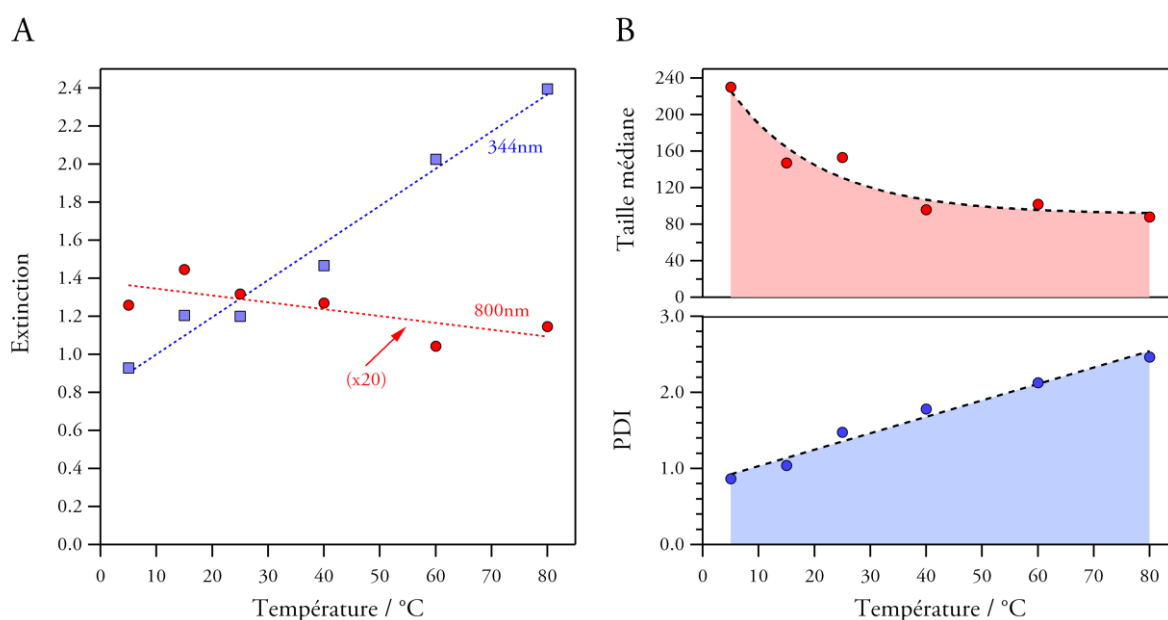 A
Extinction
2.4
2.2
2.0
1.8
1.6
1.4
1.2
1.0
0.8
0.6
0.4
0.2
0.0
344nm
800nm
(x20)
0 10 20 30 40 50 60 70 80
Température / °C
B
Taille médiane
240
200
160
120
80
40
0
PDI
3.0
2.0
1.0
0.0
0 10 20 30 40 50 60 70 80
Température / °C